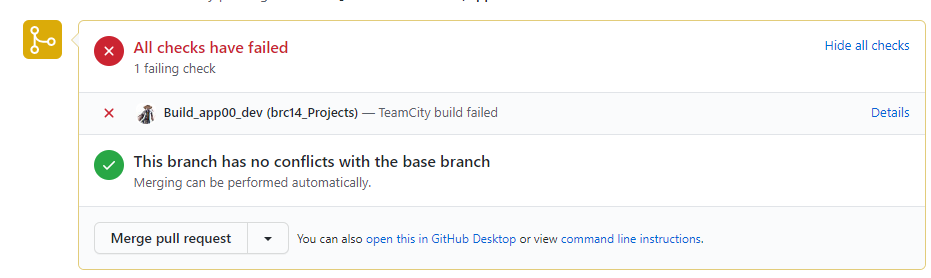 All checks have failed
Hide all checks
1 failing check
Build_app00_dev (brc14_Projects) — TeamCity build failed
Details
This branch has no conflicts with the base branch
Merging can be performed automatically.
Merge pull request
You can also open this in GitHub Desktop or view command line instructions.